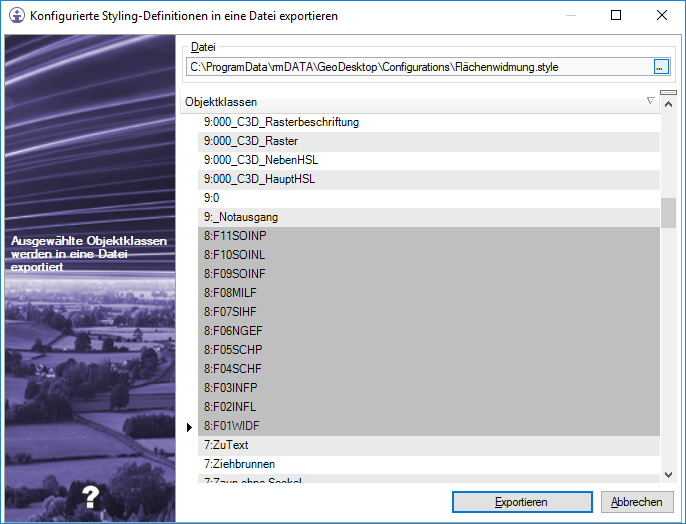 Konfigurierte Styling-Definitionen in eine Datei exportieren
Datei
C:\ProgramData\rmDATA\GeoDesktop\Configurations\Flächenwidmung.style
...
Objektklassen
9:000_C3D_Rasterbeschriftung
9:000_C3D_Raster
9:000_C3D_NebenHSL
9:000_C3D_HauptHSL
9:0
9:_Notausgang
8:F11SOINP
8:F10SOINL
8:F09SOINF
8:F08MILF
8:F07SIHF
8:F06NGEF
8:F05SCHP
8:F04SCHF
8:F03INFP
8:F02INFL
8:F01WIDF
7:ZuText
7:Ziehbrunnen
7:Zaun ohne Sockel
Ausgewählte Objektklassen
werden in eine Datei
exportiert
?
Exportieren
Abbrechen